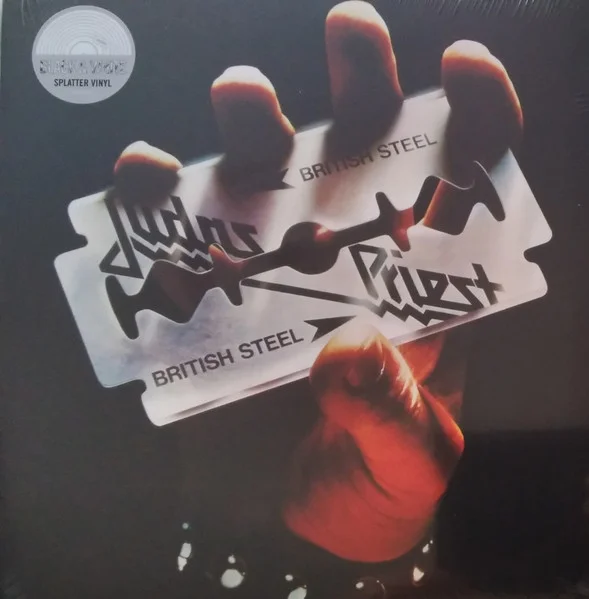 SPLATTER VINYL
BRITISH STEEL
Judas
Priest
BRITISH STEEL